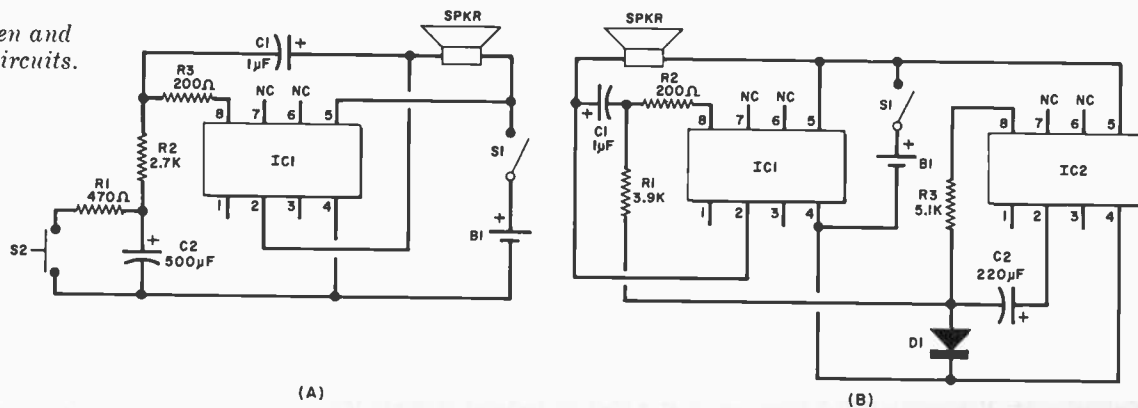 en and
ircuits.
SPKR
C1
+
1µF
R3
200Ω
NC
NC
8
7
6
5
IC1
1
2
3
4
R2
2.7K
R1
470Ω
S2
+
C2
500µF
S1
+
B1
(A)
SPKR
+
C1
1µF
R2
200Ω
NC
NC
8
7
6
5
IC1
1
2
3
4
R1
3.9K
S1
+
B1
NC
NC
8
7
6
5
IC2
1
2
3
4
R3
5.1K
C2
220µF
+
D1
(B)